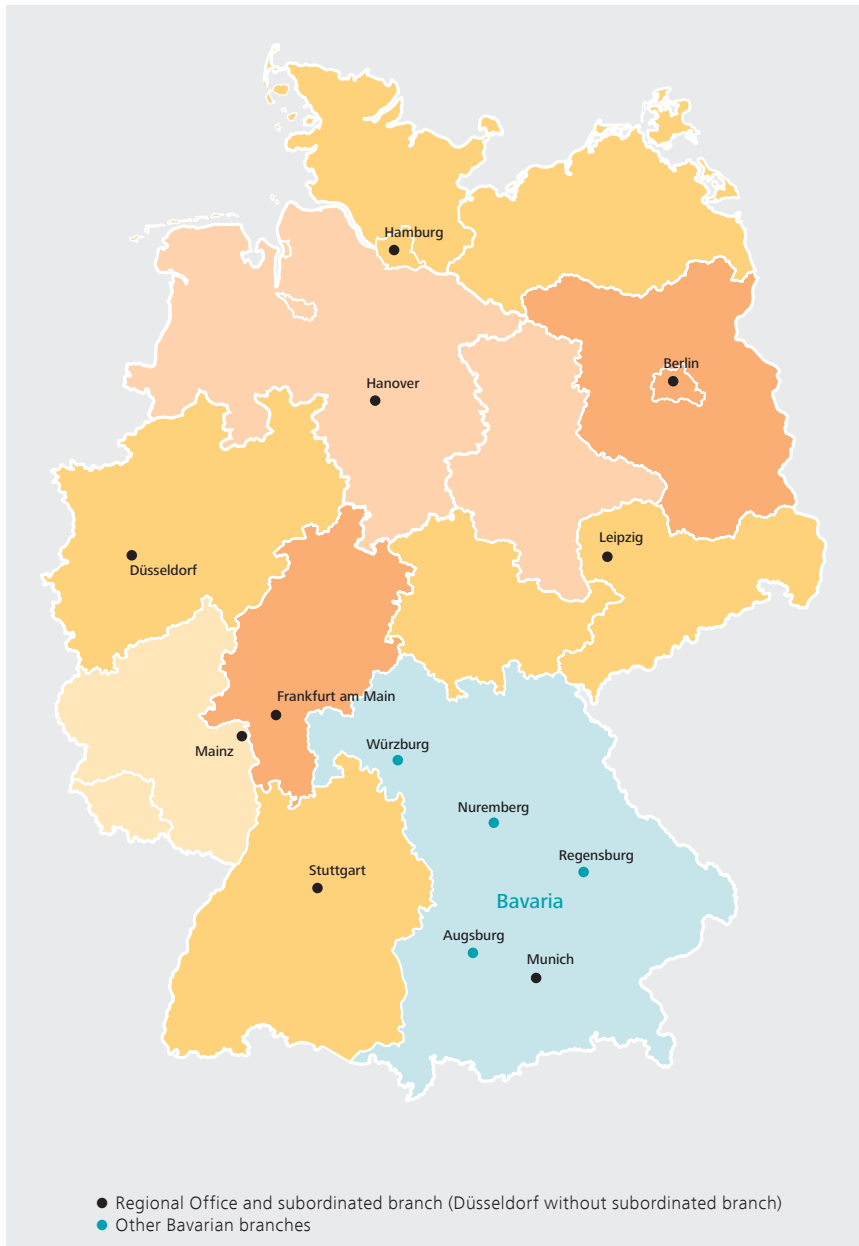 Hamburg
Berlin
Hanover
Leipzig
Düsseldorf
Frankfurt am Main
Mainz
Würzburg
Nuremberg
Regensburg
Stuttgart
Bavaria
Augsburg
Munich
Regional Office and subordinated branch (Düsseldorf without subordinated branch)
Other Bavarian branches